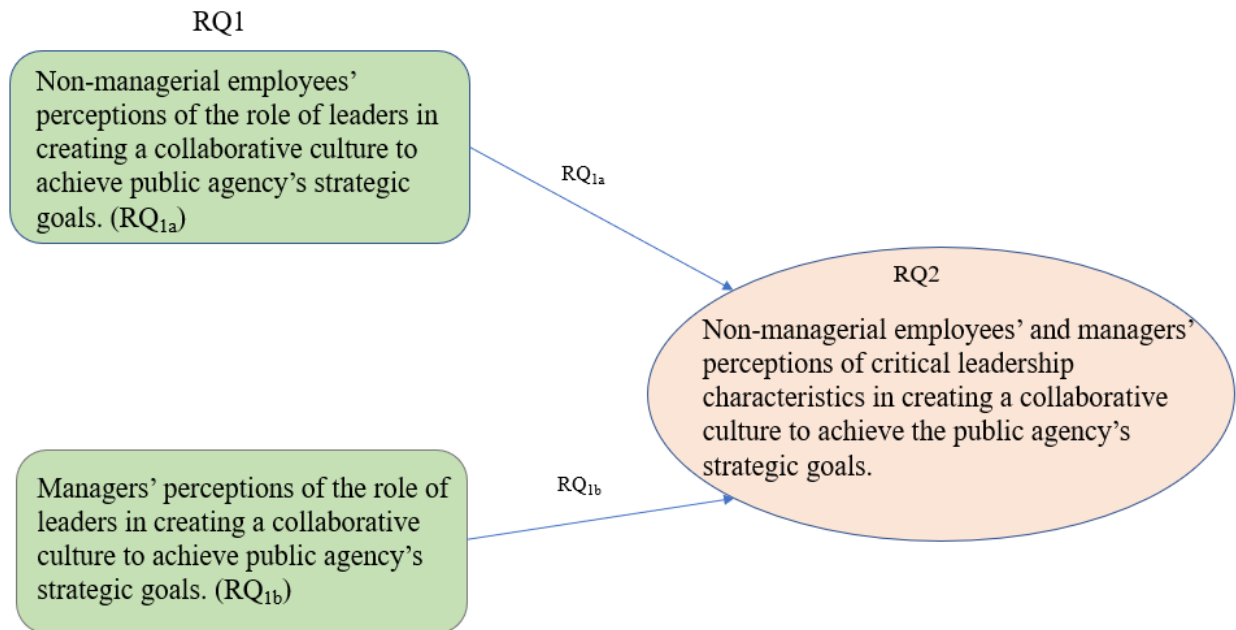 RQ1
Non-managerial employees’
perceptions of the role of leaders in
creating a collaborative culture to
achieve public agency’s strategic
goals. (RQ1a)
RQ1a
RQ2
Non-managerial employees’ and managers’
perceptions of critical leadership
characteristics in creating a collaborative
culture to achieve the public agency’s
strategic goals.
Managers’ perceptions of the role of
leaders in creating a collaborative
culture to achieve public agency’s
strategic goals. (RQ1b)
RQ1b